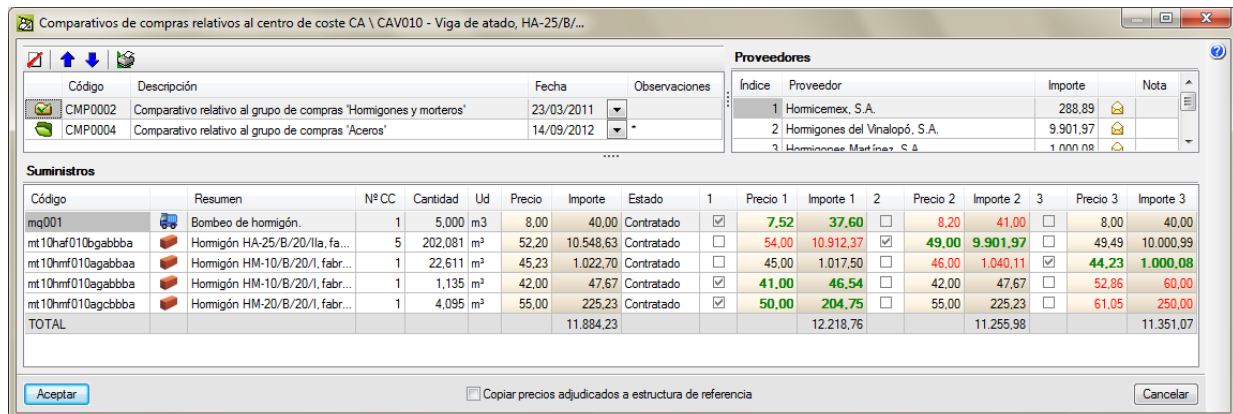 Comparativos de compras relativos al centro de coste CA \ CAV010 - Viga de atado, HA-25/B/...
Proveedores
Código Descripción Fecha Observaciones
CMP0002 Comparativo relativo al grupo de compras 'Hormigones y morteros' 23/03/2011
CMP0004 Comparativo relativo al grupo de compras 'Aceros' 14/09/2012 *
Índice Proveedor Importe Nota
1 Hormicemex, S.A. 288,89
2 Hormigones del Vinalopó, S.A. 9.901,97
3 Hormigones Martínez, S.A. 1.000,08
Suministros
Código Resumen Nº CC Cantidad Ud Precio Importe Estado 1 Precio 1 Importe 1 2 Precio 2 Importe 2 3 Precio 3 Importe 3
mq001 Bombeo de hormigón. 1 5,000 m3 8,00 40,00 Contratado 7,52 37,60 8,20 41,00 8,00 40,00
mt10haf010bgabbba Hormigón HA-25/B/20/IIa, fa... 5 202,081 m³ 52,20 10.548,63 Contratado 54,00 10.912,37 49,00 9.901,97 49,49 10.000,99
mt10hmf010agabbaa Hormigón HM-10/B/20/I, fabr... 1 22,611 m³ 45,23 1.022,70 Contratado 45,00 1.017,50 46,00 1.040,11 44,23 1.000,08
mt10hmf010agabbba Hormigón HM-10/B/20/I, fabr... 1 1,135 m³ 42,00 47,67 Contratado 41,00 46,54 42,00 47,67 52,86 60,00
mt10hmf010agcbbba Hormigón HM-20/B/20/I, fabr... 1 4,095 m³ 55,00 225,23 Contratado 50,00 204,75 55,00 225,23 61,05 250,00
TOTAL 11.884,23 12.218,76 11.255,98 11.351,07
Aceptar Copiar precios adjudicados a estructura de referencia Cancelar